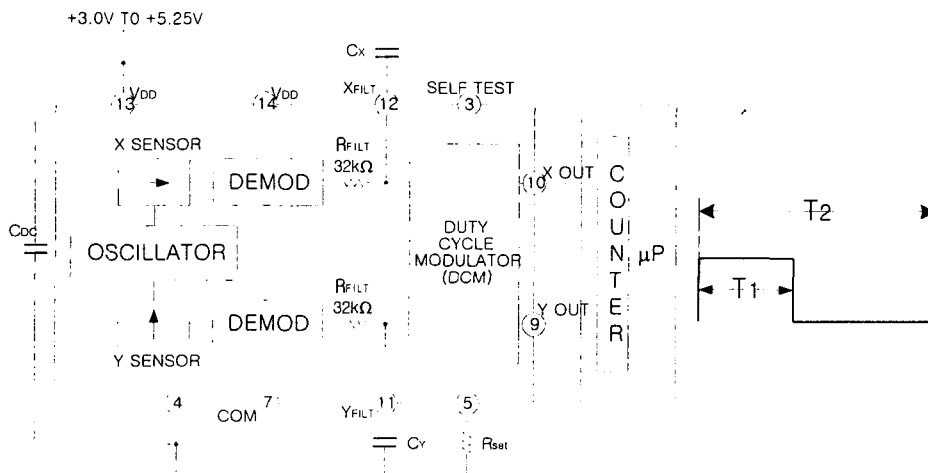 +3.0V TO +5.25V
Cx
VDD
VDD
XFILT
SELF TEST
13
14
12
3
X SENSOR
RFILT
32kΩ
DEMOD
10
X OUT
COUNTER
T2
CDC
OSCILLATOR
DUTY
CYCLE
MODULATOR
(DCM)
μP
T1
RFILT
32kΩ
DEMOD
9
Y OUT
Y SENSOR
4
COM
7
YFILT
11
5
CY
Rset